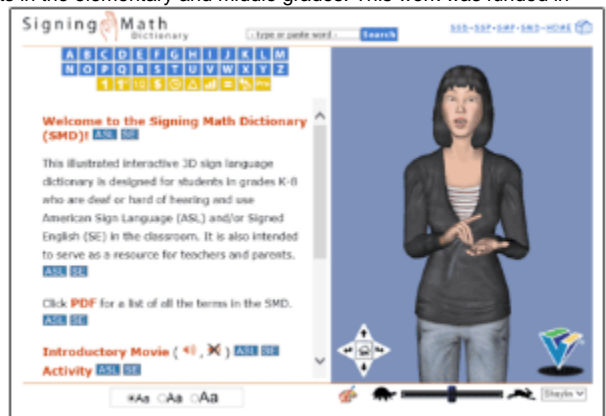 ts in the elementary and middle grades. This work was funded in
Signing Math
Dictionary
- type or paste word -
Search
SSD-SSP-SMP-SMD-HOME
A B C D E F G H I J K L M
N O P Q R S T U V W X Y Z
Welcome to the Signing Math Dictionary
(SMD)! ASL SE
This illustrated interactive 3D sign language
dictionary is designed for students in grades K-8
who are deaf or hard of hearing and use
American Sign Language (ASL) and/or Signed
English (SE) in the classroom. It is also intended
to serve as a resource for teachers and parents.
ASL SE
Click PDF for a list of all the terms in the SMD.
ASL SE
Introductory Movie ( , ) ASL SE
Activity ASL SE
Aa Aa Aa